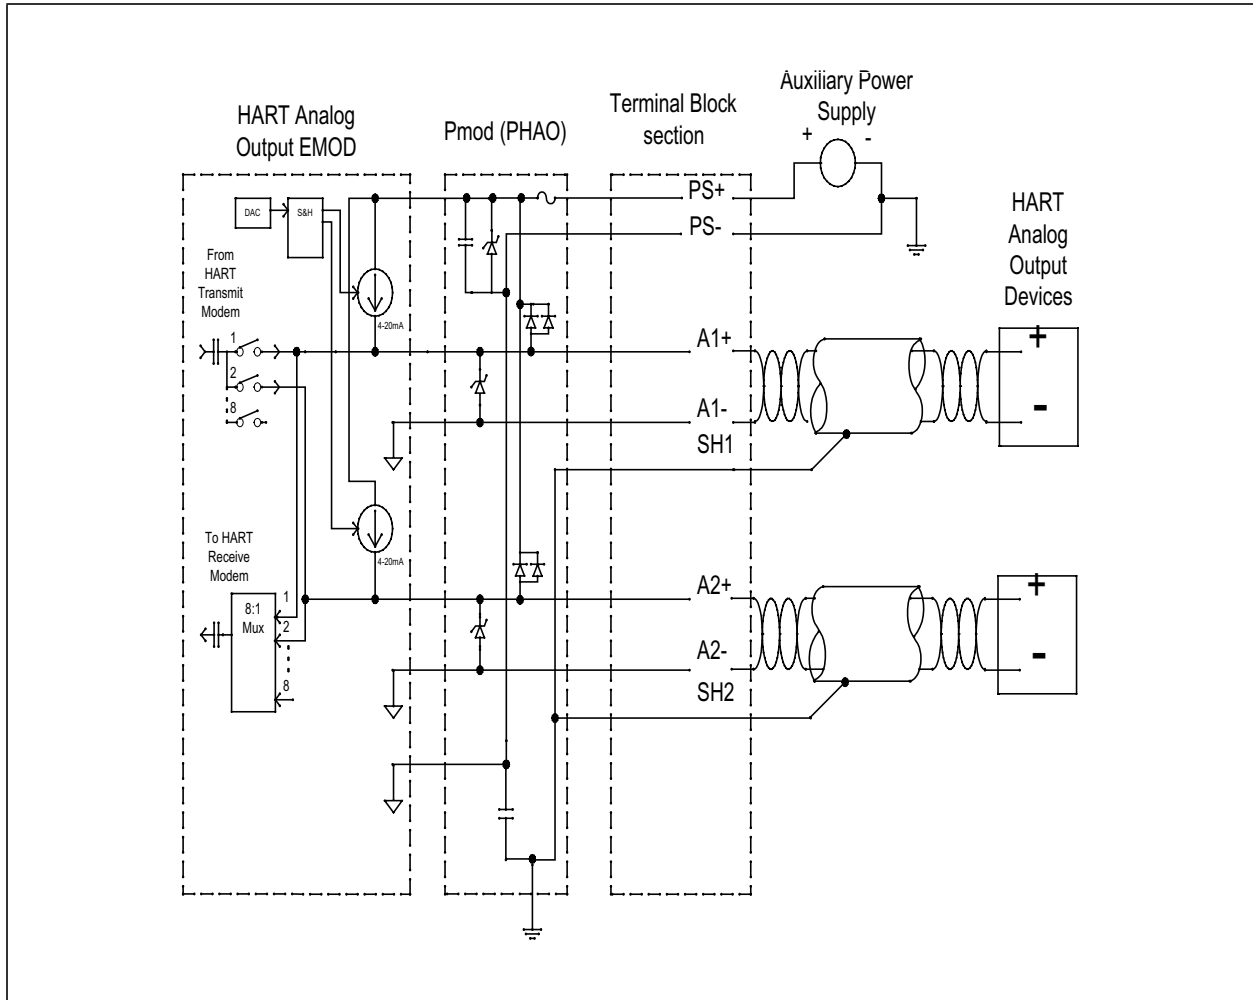 HART Analog
Output EMOD
Pmod (PHAO)
Terminal Block
section
Auxiliary Power
Supply
+ -
PS+
PS-
DAC
S&H
From
HART
Transmit
Modem
HART
Analog
Output
Devices
4-20mA
1
2
8
A1+
A1-
SH1
+
-
To HART
Receive
Modem
4-20mA
8:1
Mux
1
2
8
A2+
A2-
SH2
+
-